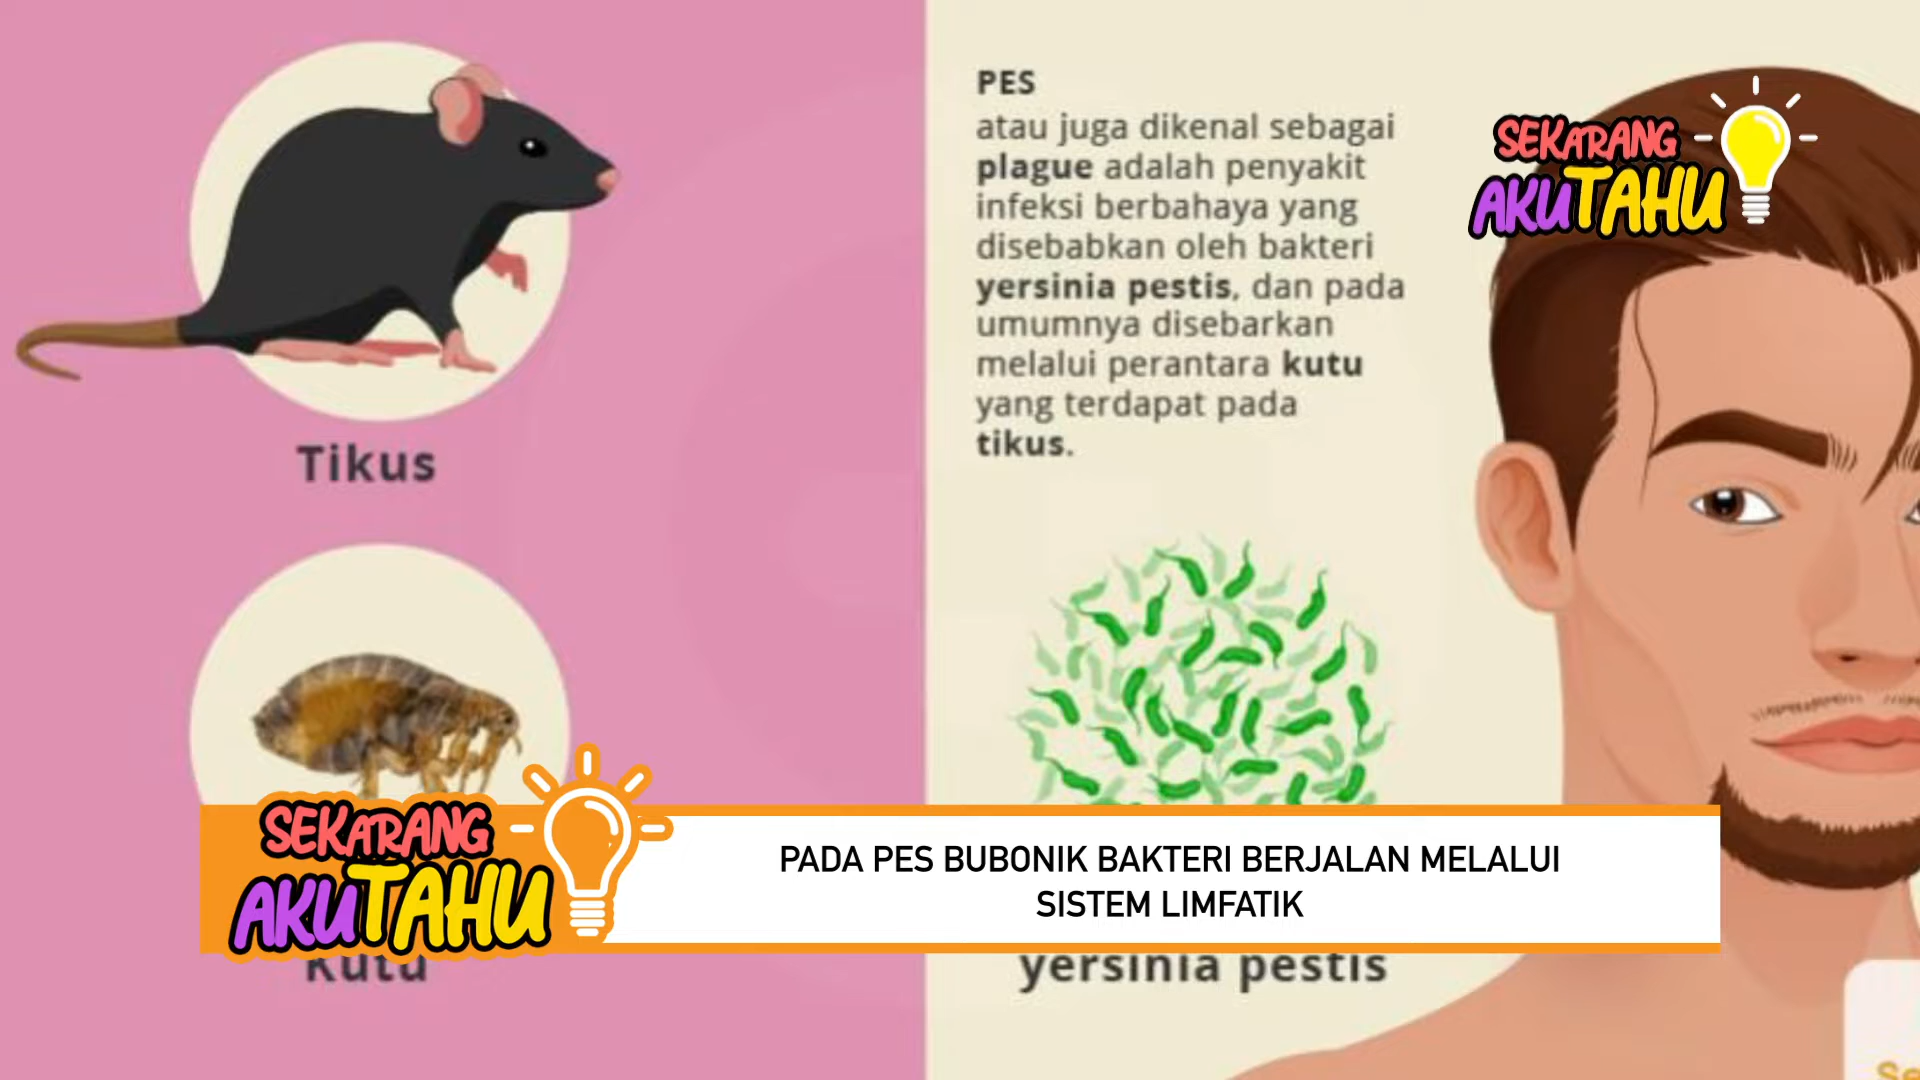 Tikus
PES
atau juga dikenal sebagai
plague adalah penyakit
infeksi berbahaya yang
disebabkan oleh bakteri
yersinia pestis, dan pada
umumnya disebarkan
melalui perantara kutu
yang terdapat pada
tikus.
SEKARANG
AKUTAHU
SEKARANG
AKUTAHU
PADA PES BUBONIK BAKTERI BERJALAN MELALUI
SISTEM LIMFATIK
Kutu
yersinia pestis